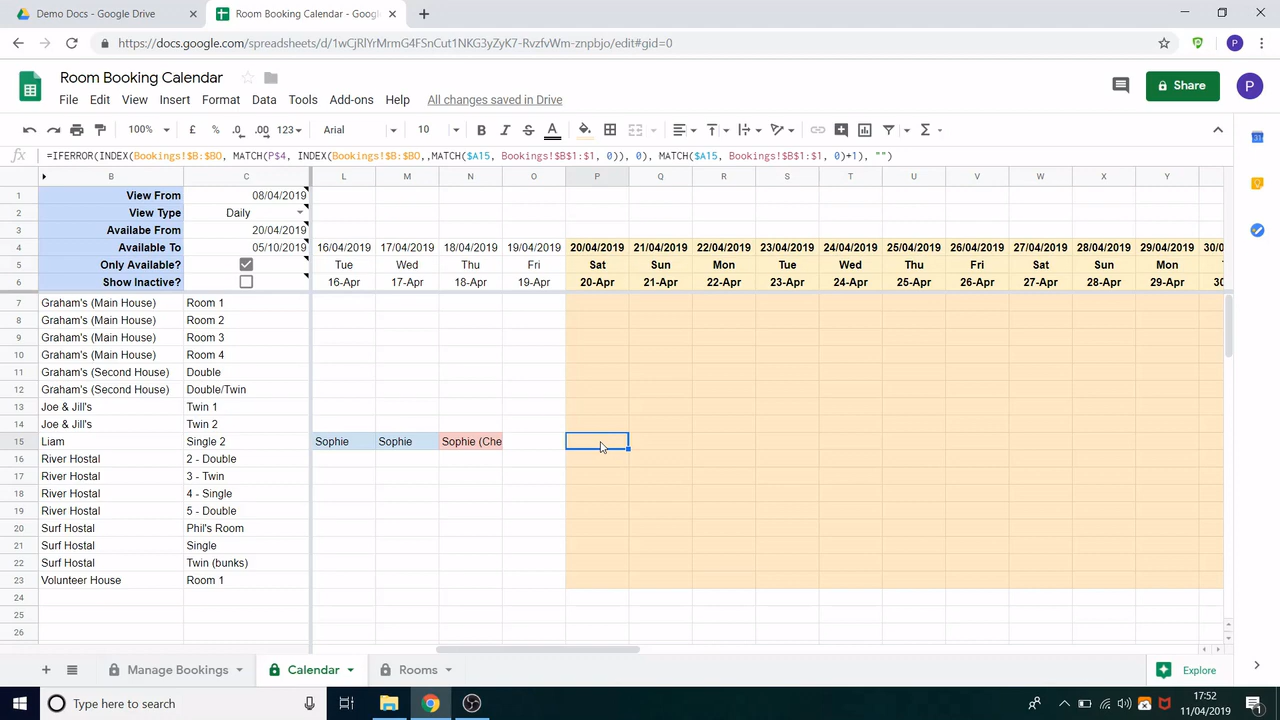 Demo Docs - Google Drive
Room Booking Calendar - Googl
https://docs.google.com/spreadsheets/d/1wCjRlYrMrmG4FSnCut1NKG3yZyK7-RvzfvWm-znpbjo/edit#gid=0
P
Room Booking Calendar
Share
P
File Edit View Insert Format Data Tools Add-ons Help All changes saved in Drive
100% £ % .0 .00 123 Arial 10 B I S A Σ
fx =IFERROR(INDEX(Bookings!$B:$BO, MATCH(P$4, INDEX(Bookings!$B:$BO,,MATCH($A15, Bookings!$B$1:$1, 0)), 0), MATCH($A15, Bookings!$B$1:$1, 0)+1), "")
B C L M N O P Q R S T U V W X Y
1 View From 08/04/2019
2 View Type Daily
3 Availabe From 20/04/2019
4 Available To 05/10/2019 16/04/2019 17/04/2019 18/04/2019 19/04/2019 20/04/2019 21/04/2019 22/04/2019 23/04/2019 24/04/2019 25/04/2019 26/04/2019 27/04/2019 28/04/2019 29/04/2019 30/0
5 Only Available? Tue Wed Thu Fri Sat Sun Mon Tue Wed Thu Fri Sat Sun Mon
6 Show Inactive? 16-Apr 17-Apr 18-Apr 19-Apr 20-Apr 21-Apr 22-Apr 23-Apr 24-Apr 25-Apr 26-Apr 27-Apr 28-Apr 29-Apr 30
7 Graham's (Main House) Room 1
8 Graham's (Main House) Room 2
9 Graham's (Main House) Room 3
10 Graham's (Main House) Room 4
11 Graham's (Second House) Double
12 Graham's (Second House) Double/Twin
13 Joe & Jill's Twin 1
14 Joe & Jill's Twin 2
15 Liam Single 2 Sophie Sophie Sophie (Che
16 River Hostal 2 - Double
17 River Hostal 3 - Twin
18 River Hostal 4 - Single
19 River Hostal 5 - Double
20 Surf Hostal Phil's Room
21 Surf Hostal Single
22 Surf Hostal Twin (bunks)
23 Volunteer House Room 1
24
25
26
Manage Bookings Calendar Rooms Explore
Type here to search
17:52
11/04/2019